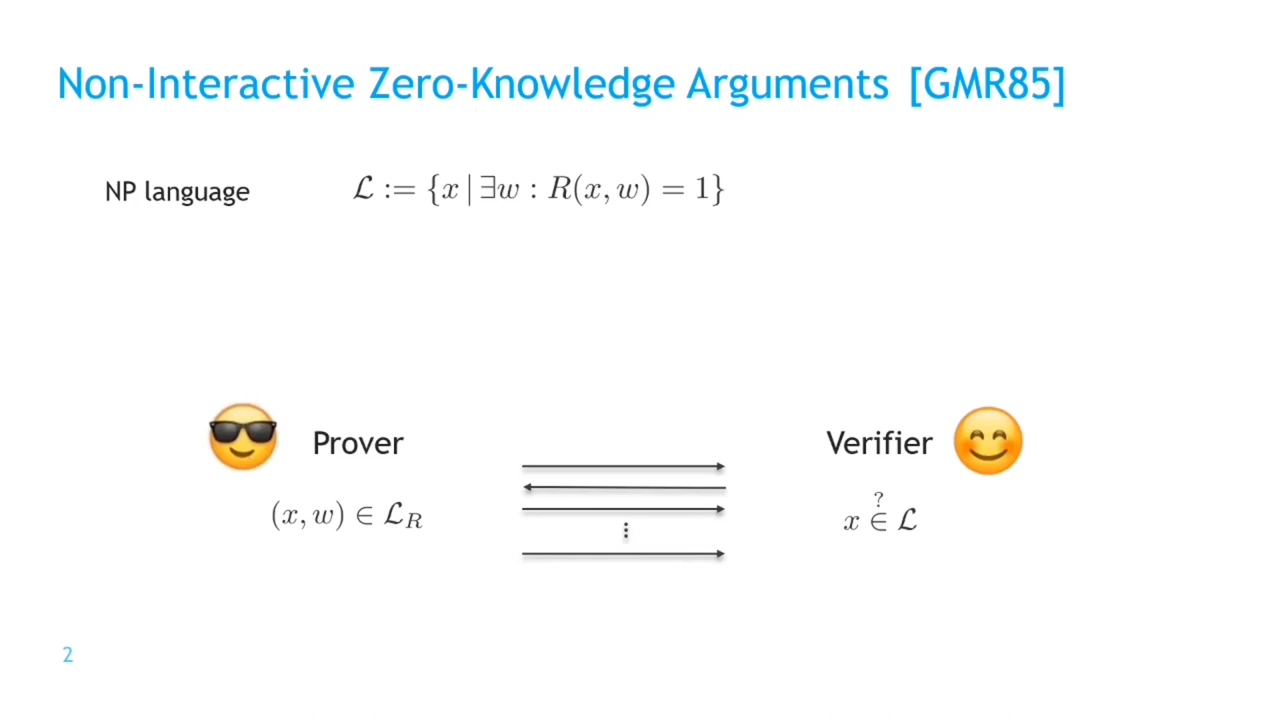 Non-Interactive Zero-Knowledge Arguments [GMR85]
NP language
ℒ := {x | ∃w : R(x, w) = 1}
Prover
Verifier
(x, w) ∈ ℒ_R
⋮
x ∈^? ℒ
2